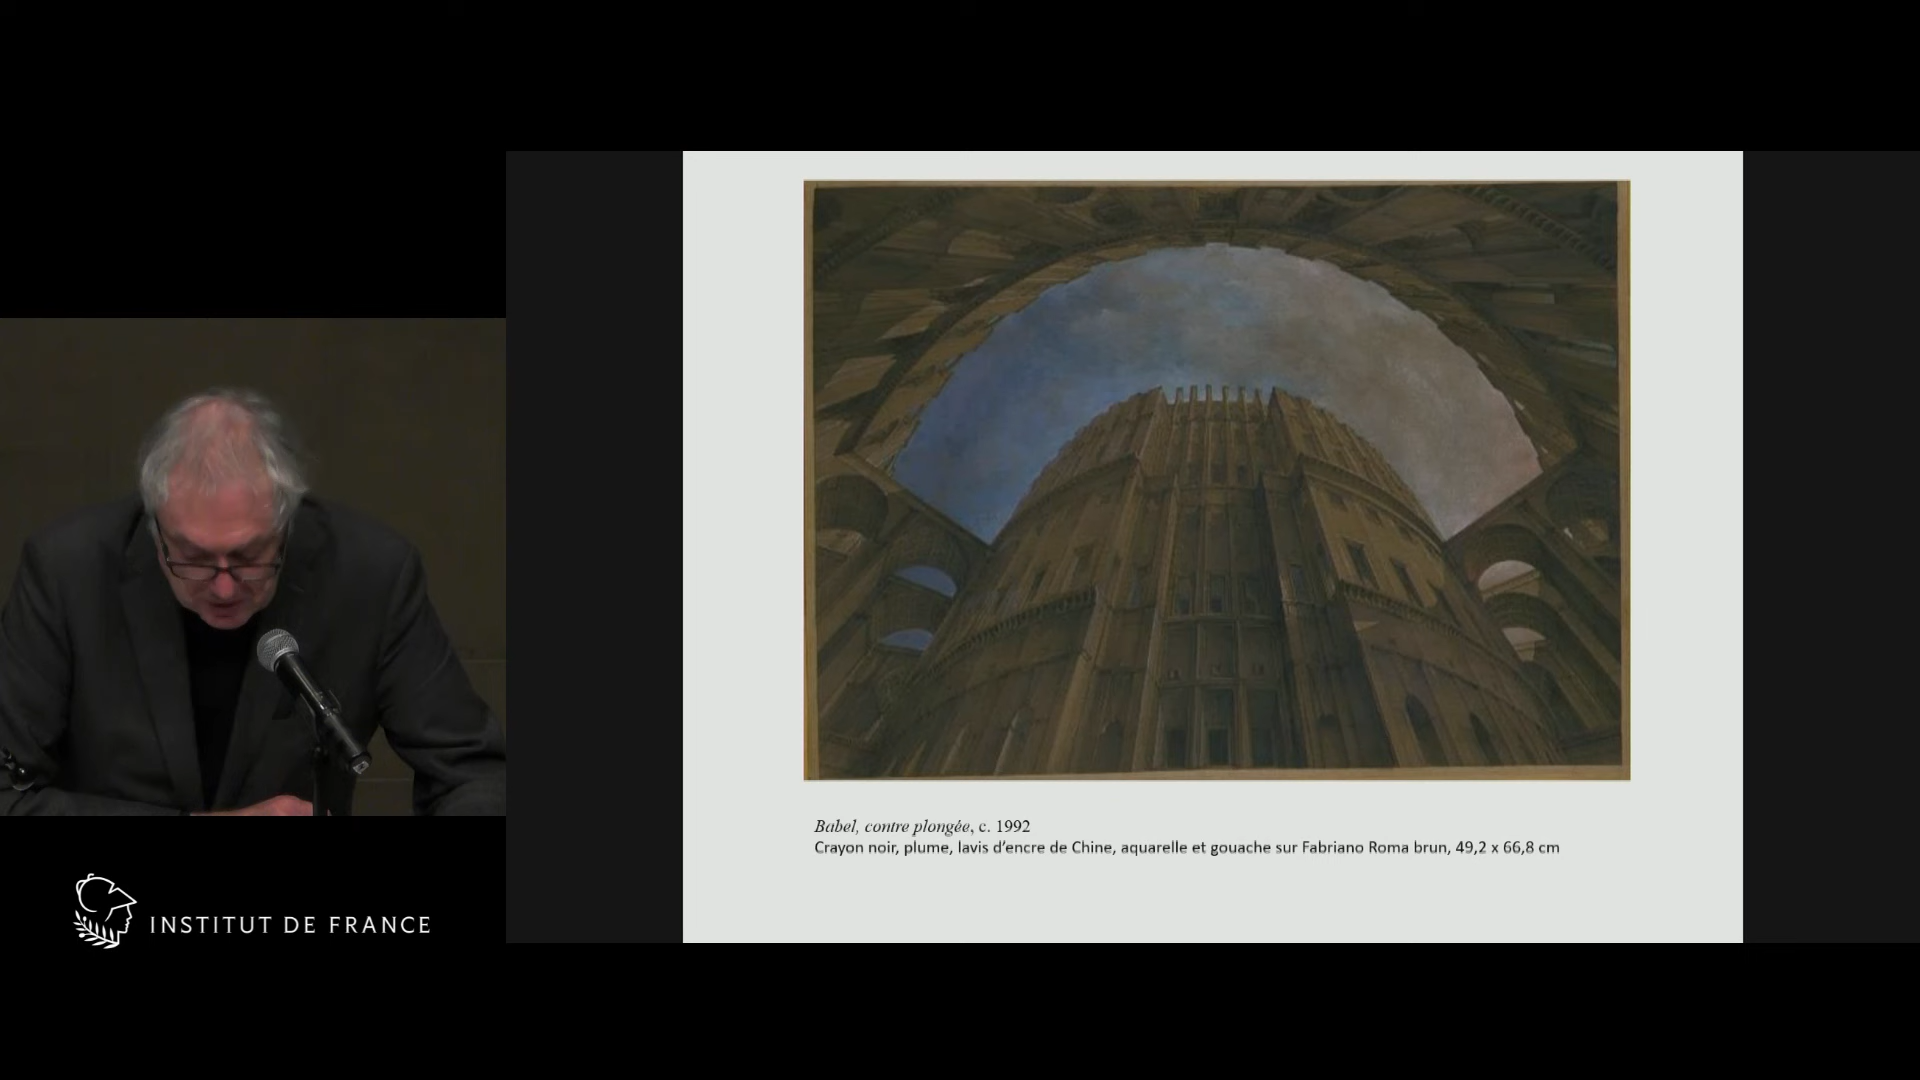 Babel, contre plongée, c. 1992
Crayon noir, plume, lavis d'encre de Chine, aquarelle et gouache sur Fabriano Roma brun, 49,2 x 66,8 cm
INSTITUT DE FRANCE